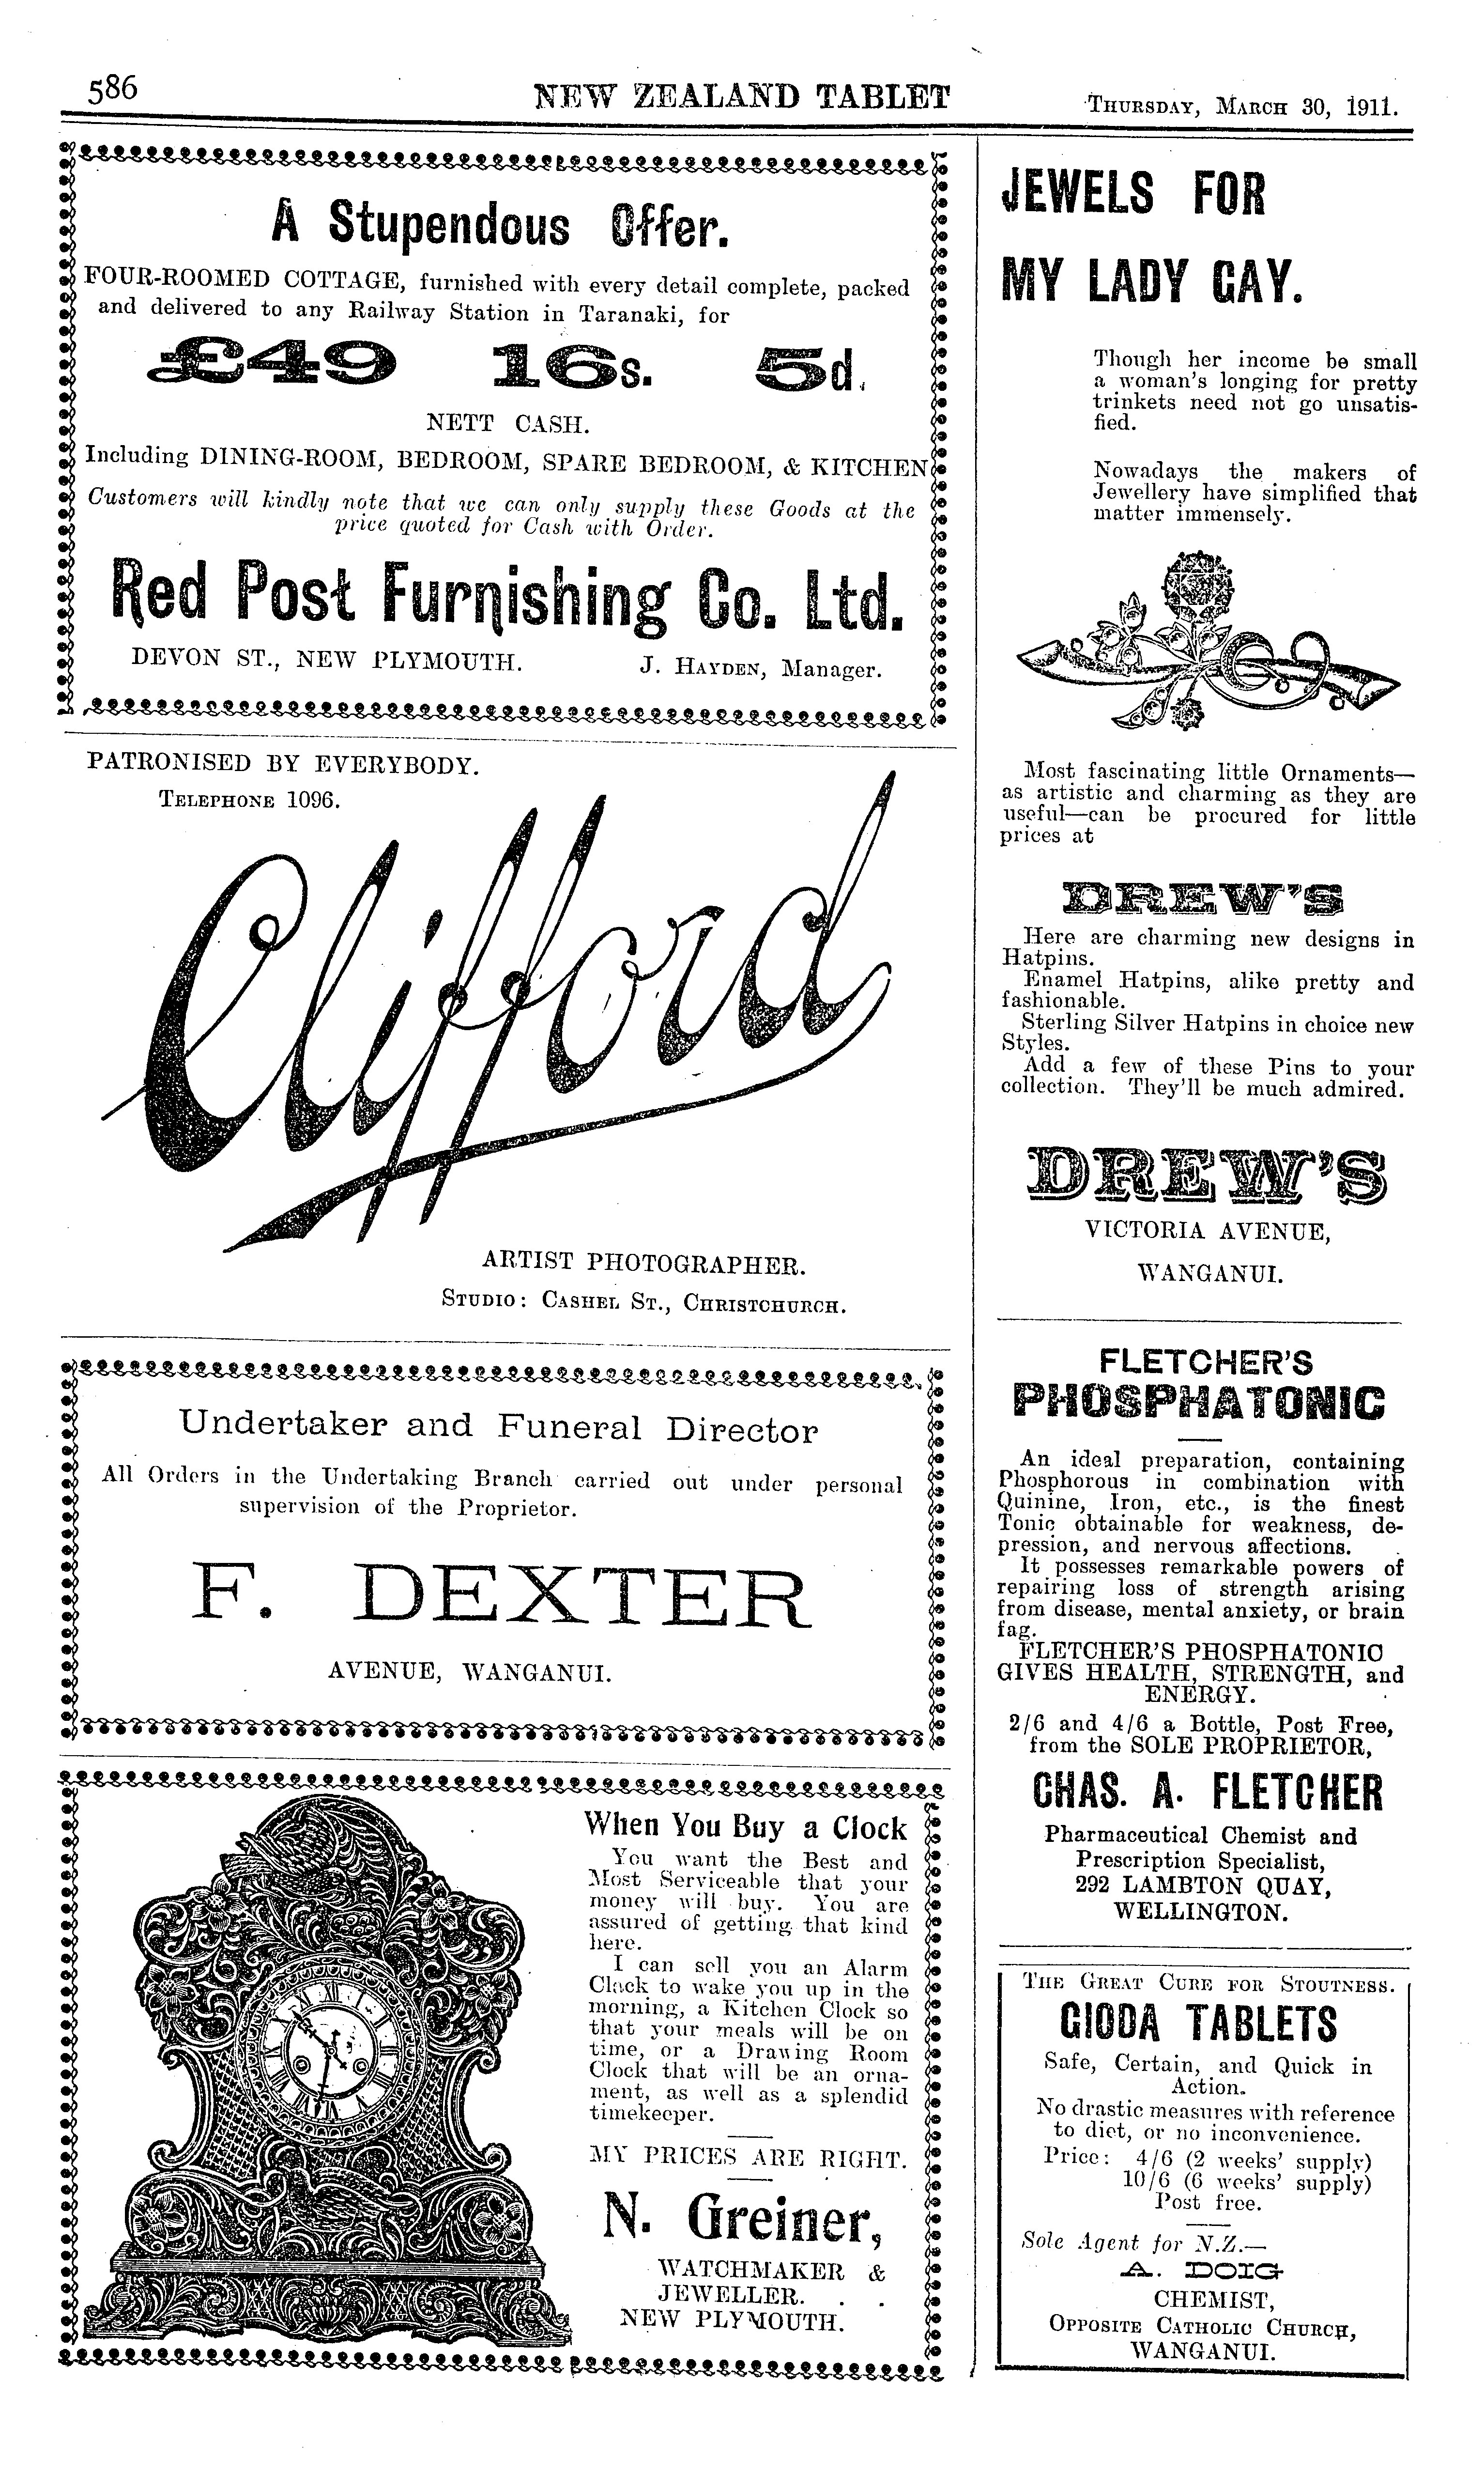 586
NEW ZEALAND TABLET
THURSDAY, MARCH 30, 1911.
A Stupendous Offer.
FOUR-ROOMED COTTAGE, furnished with every detail complete, packed
and delivered to any Railway Station in Taranaki, for
£49 16s. 5d.
NETT CASH.
Including DINING-ROOM, BEDROOM, SPARE BEDROOM, & KITCHEN
Customers will kindly note that we can only supply these Goods at the
price quoted for Cash with Order.
Red Post Furnishing Co. Ltd.
DEVON ST., NEW PLYMOUTH. J. HAYDEN, Manager.
PATRONISED BY EVERYBODY.
TELEPHONE 1096.
Clifford
ARTIST PHOTOGRAPHER.
STUDIO: CASHEL ST., CHRISTCHURCH.
Undertaker and Funeral Director
All Orders in the Undertaking Branch carried out under personal
supervision of the Proprietor.
F. DEXTER
AVENUE, WANGANUI.
When You Buy a Clock
You want the Best and
Most Serviceable that your
money will buy. You are
assured of getting that kind
here.
I can sell you an Alarm
Clock to wake you up in the
morning, a Kitchen Clock so
that your meals will be on
time, or a Drawing Room
Clock that will be an orna-
ment, as well as a splendid
timekeeper.
MY PRICES ARE RIGHT.
N. Greiner,
WATCHMAKER &
JEWELLER. . .
NEW PLYMOUTH.
JEWELS FOR
MY LADY GAY.
Though her income be small
a woman's longing for pretty
trinkets need not go unsatis-
fied.
Nowadays the makers of
Jewellery have simplified that
matter immensely.
Most fascinating little Ornaments—
as artistic and charming as they are
useful—can be procured for little
prices at
DREW'S
Here are charming new designs in
Hatpins.
Enamel Hatpins, alike pretty and
fashionable.
Sterling Silver Hatpins in choice new
Styles.
Add a few of these Pins to your
collection. They'll be much admired.
DREW'S
VICTORIA AVENUE,
WANGANUI.
FLETCHER'S
PHOSPHATONIC
An ideal preparation, containing
Phosphorous in combination with
Quinine, Iron, etc., is the finest
Tonic obtainable for weakness, de-
pression, and nervous affections.
It possesses remarkable powers of
repairing loss of strength arising
from disease, mental anxiety, or brain
fag.
FLETCHER'S PHOSPHATONIC
GIVES HEALTH, STRENGTH, and
ENERGY.
2/6 and 4/6 a Bottle, Post Free,
from the SOLE PROPRIETOR,
CHAS. A. FLETCHER
Pharmaceutical Chemist and
Prescription Specialist,
292 LAMBTON QUAY,
WELLINGTON.
THE GREAT CURE FOR STOUTNESS.
GIODA TABLETS
Safe, Certain, and Quick in
Action.
No drastic measures with reference
to diet, or no inconvenience.
Price: 4/6 (2 weeks' supply)
10/6 (6 weeks' supply)
Post free.
Sole Agent for N.Z.—
A. DOIG
CHEMIST,
OPPOSITE CATHOLIC CHURCH,
WANGANUI.